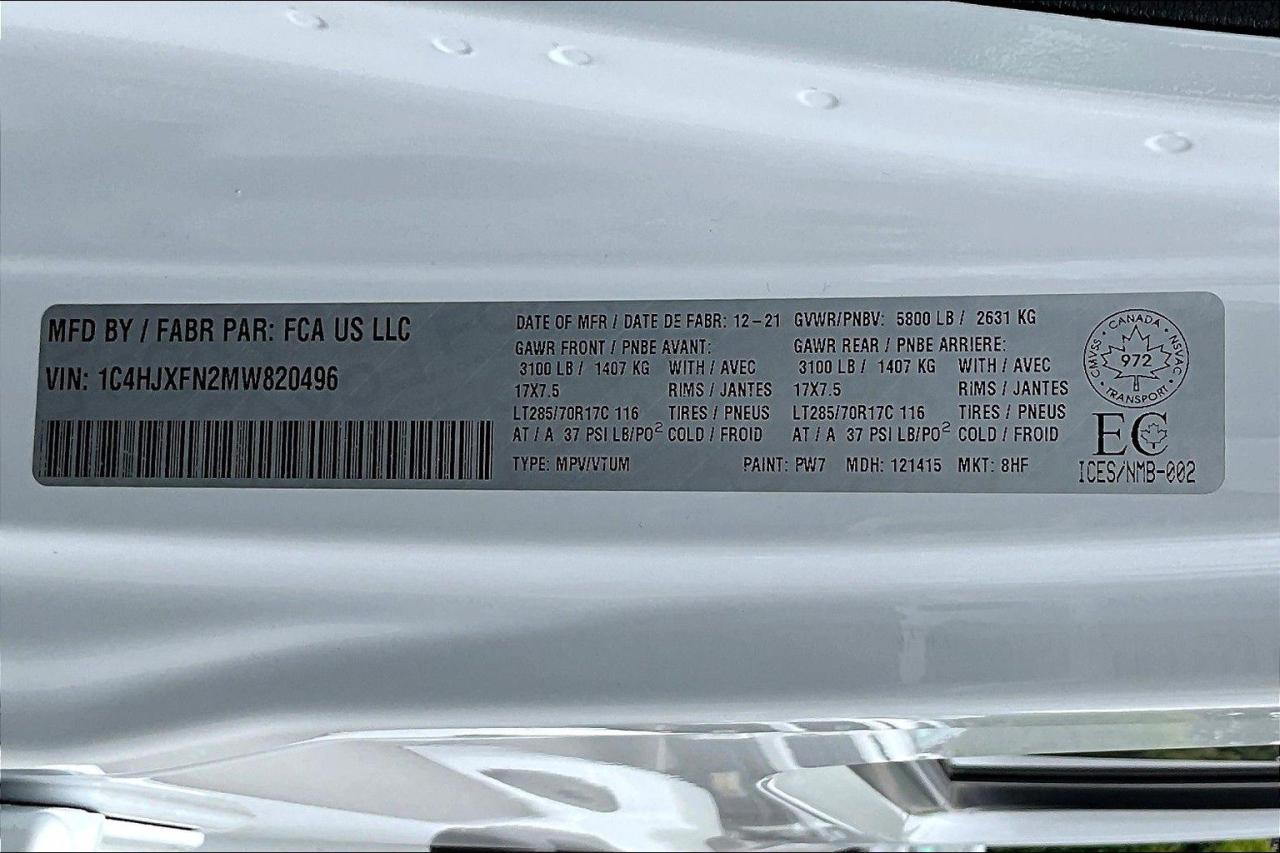 MFD BY / FABR PAR: FCA US LLC
VIN: 1C4HJXFN2MW820496
DATE OF MFR / DATE DE FABR: 12-21 GVWR/PNBV: 5800 LB / 2631 KG
GAWR FRONT / PNBE AVANT: GAWR REAR / PNBE ARRIERE:
3100 LB / 1407 KG WITH / AVEC 3100 LB / 1407 KG WITH / AVEC
17X7.5 RIMS / JANTES 17X7.5 RIMS / JANTES
LT285/70R17C 116 TIRES / PNEUS LT285/70R17C 116 TIRES / PNEUS
AT / A 37 PSI LB/PO² COLD / FROID AT / A 37 PSI LB/PO² COLD / FROID
TYPE: MPV/VTUM PAINT: PW7 MDH: 121415 MKT: 8HF
CMVSS • CANADA • NSVAC • TRANSPORT •
972
EC
ICES/NMB-002